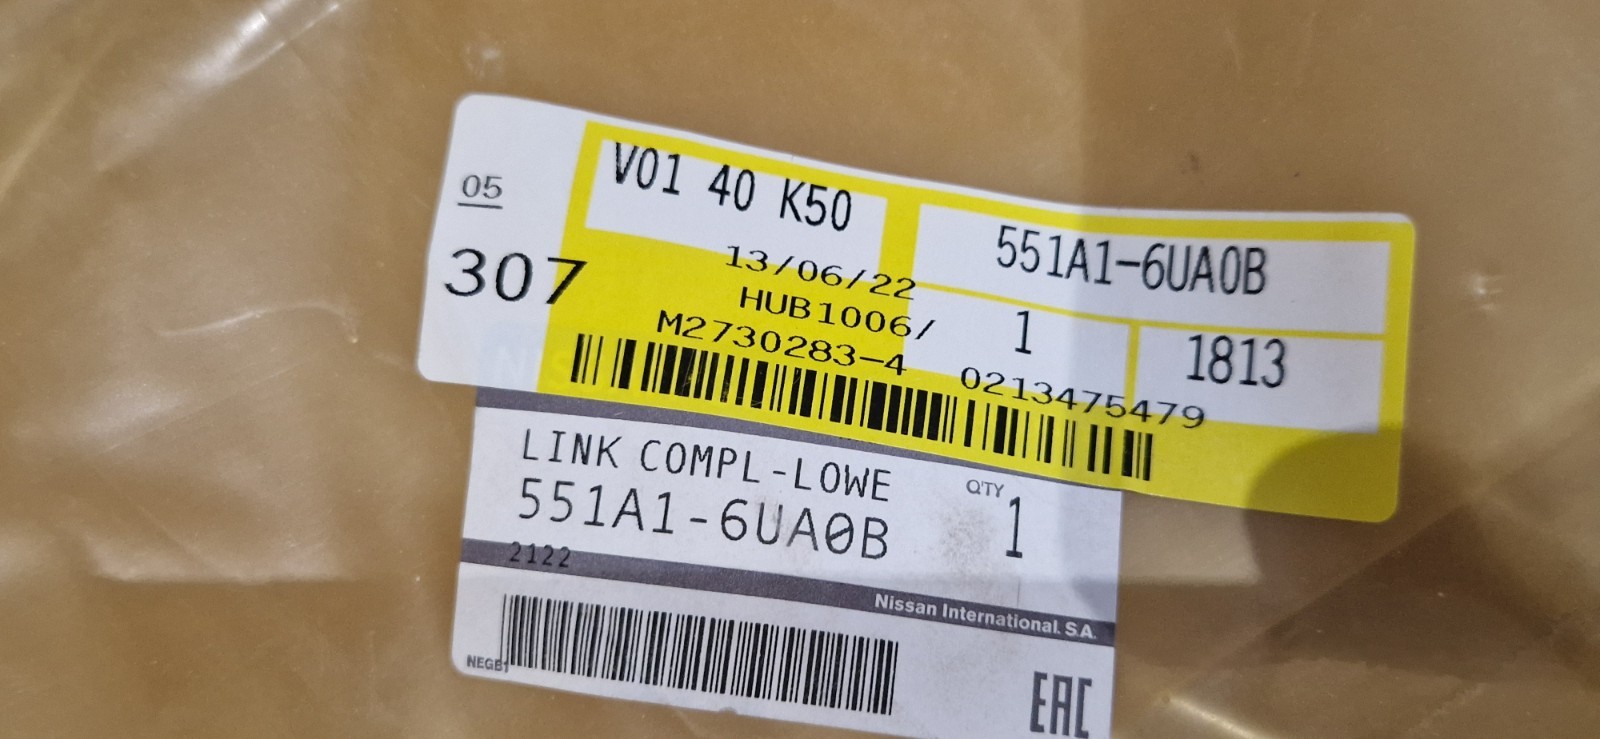 05
307
V01 40 K50
551A1-6UA0B
13/06/22
HUB1006/
1
1813
M2730283-4
0213475479
LINK COMPL-LOWE
551A1-6UA0B
Q'TY
1
2122
Nissan International. S.A.
NEGB1
EAC